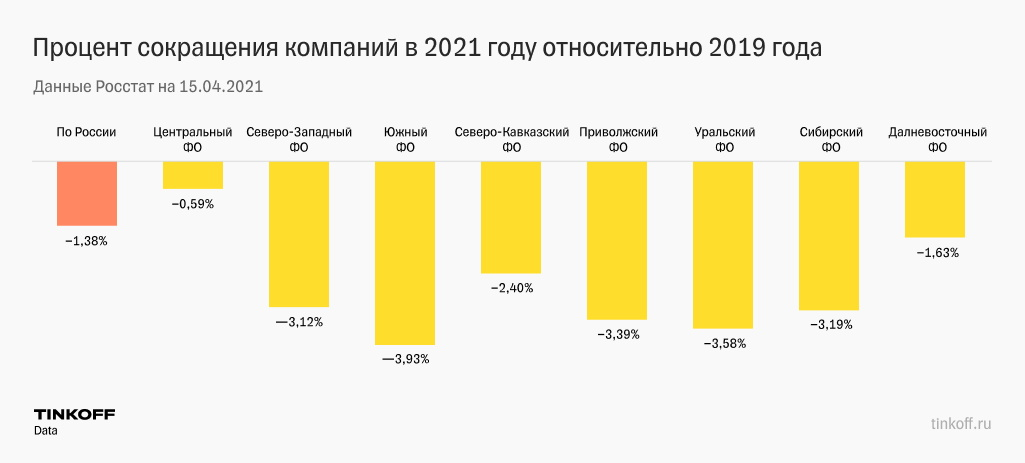 Процент сокращения компаний в 2021 году относительно 2019 года
Данные Росстат на 15.04.2021
По России
Центральный ФО
Северо-Западный ФО
Южный ФО
Северо-Кавказский ФО
Приволжский ФО
Уральский ФО
Сибирский ФО
Далневосточный ФО
−1,38%
−0,59%
—3,12%
—3,93%
−2,40%
−3,39%
−3,58%
−3,19%
−1,63%
TINKOFF
Data
tinkoff.ru